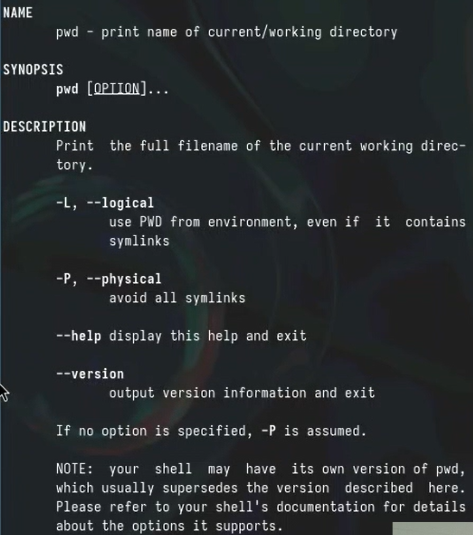 NAME
pwd - print name of current/working directory
SYNOPSIS
pwd [OPTION]...
DESCRIPTION
Print the full filename of the current working direc-
tory.
-L, --logical
use PWD from environment, even if it contains
symlinks
-P, --physical
avoid all symlinks
--help display this help and exit
--version
output version information and exit
If no option is specified, -P is assumed.
NOTE: your shell may have its own version of pwd,
which usually supersedes the version described here.
Please refer to your shell's documentation for details
about the options it supports.